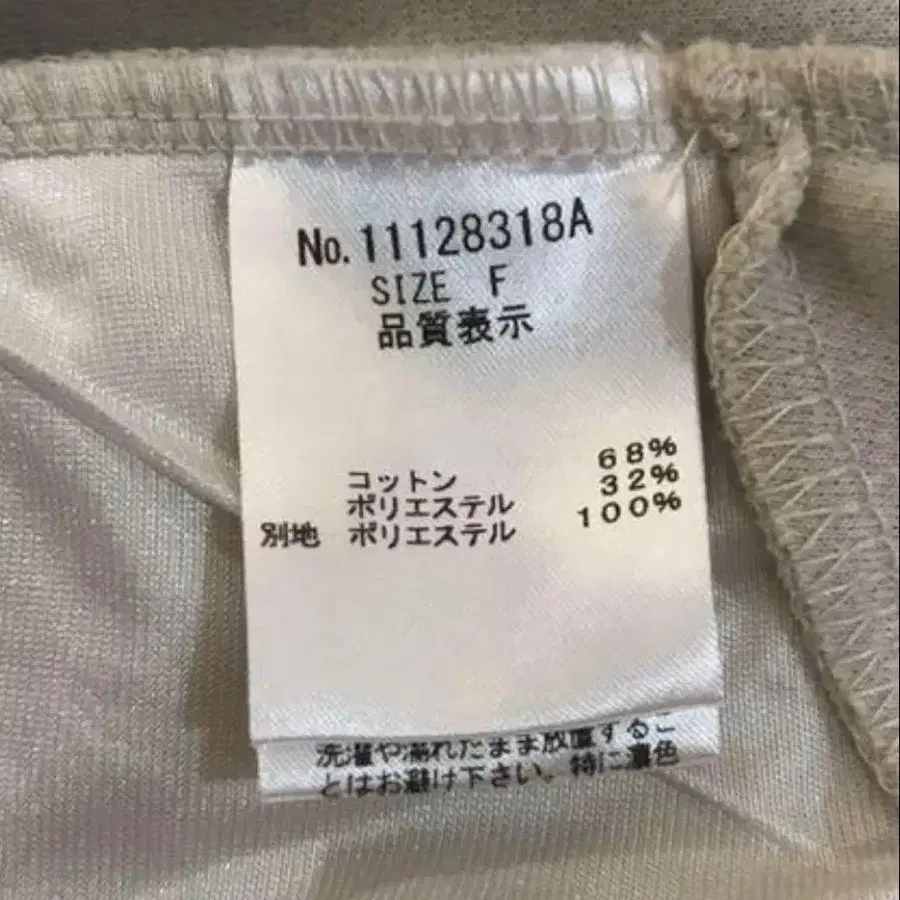 No.11128318A
SIZE F
品質表示
コットン 68%
ポリエステル 32%
別地 ポリエステル 100%
洗濯や濡れたまま放置するこ
とはお避け下さい。特に濃色